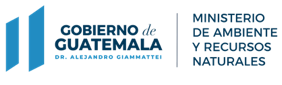 GOBIERNO de
GUATEMALA
DR. ALEJANDRO GIAMMATTEI
MINISTERIO
DE AMBIENTE
Y RECURSOS
NATURALES